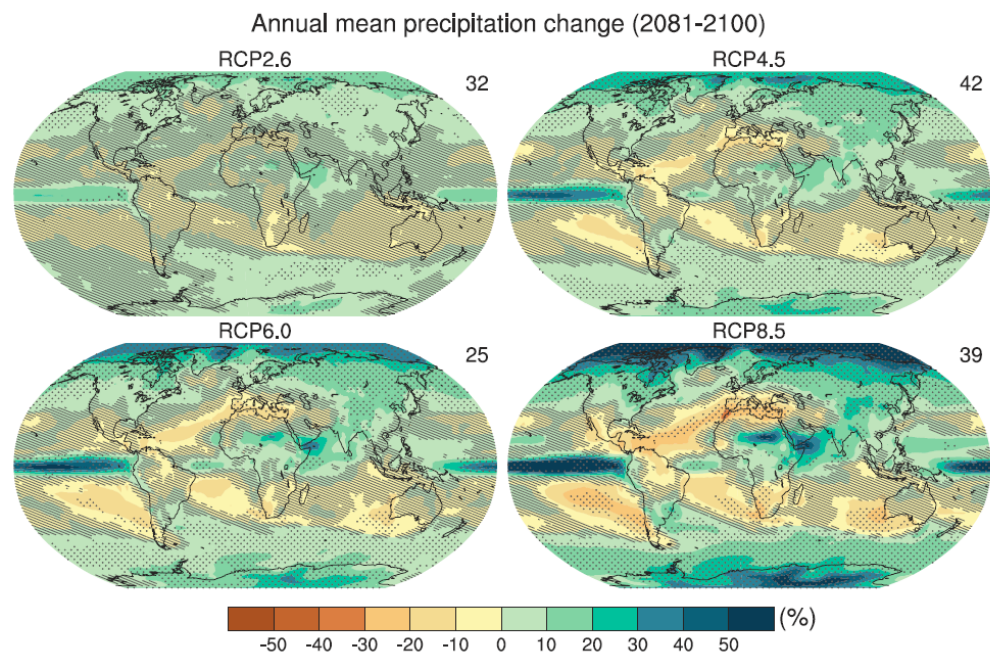 Annual mean precipitation change (2081-2100)
RCP2.6
32
RCP4.5
42
RCP6.0
25
RCP8.5
39
(%)
-50 -40 -30 -20 -10 0 10 20 30 40 50